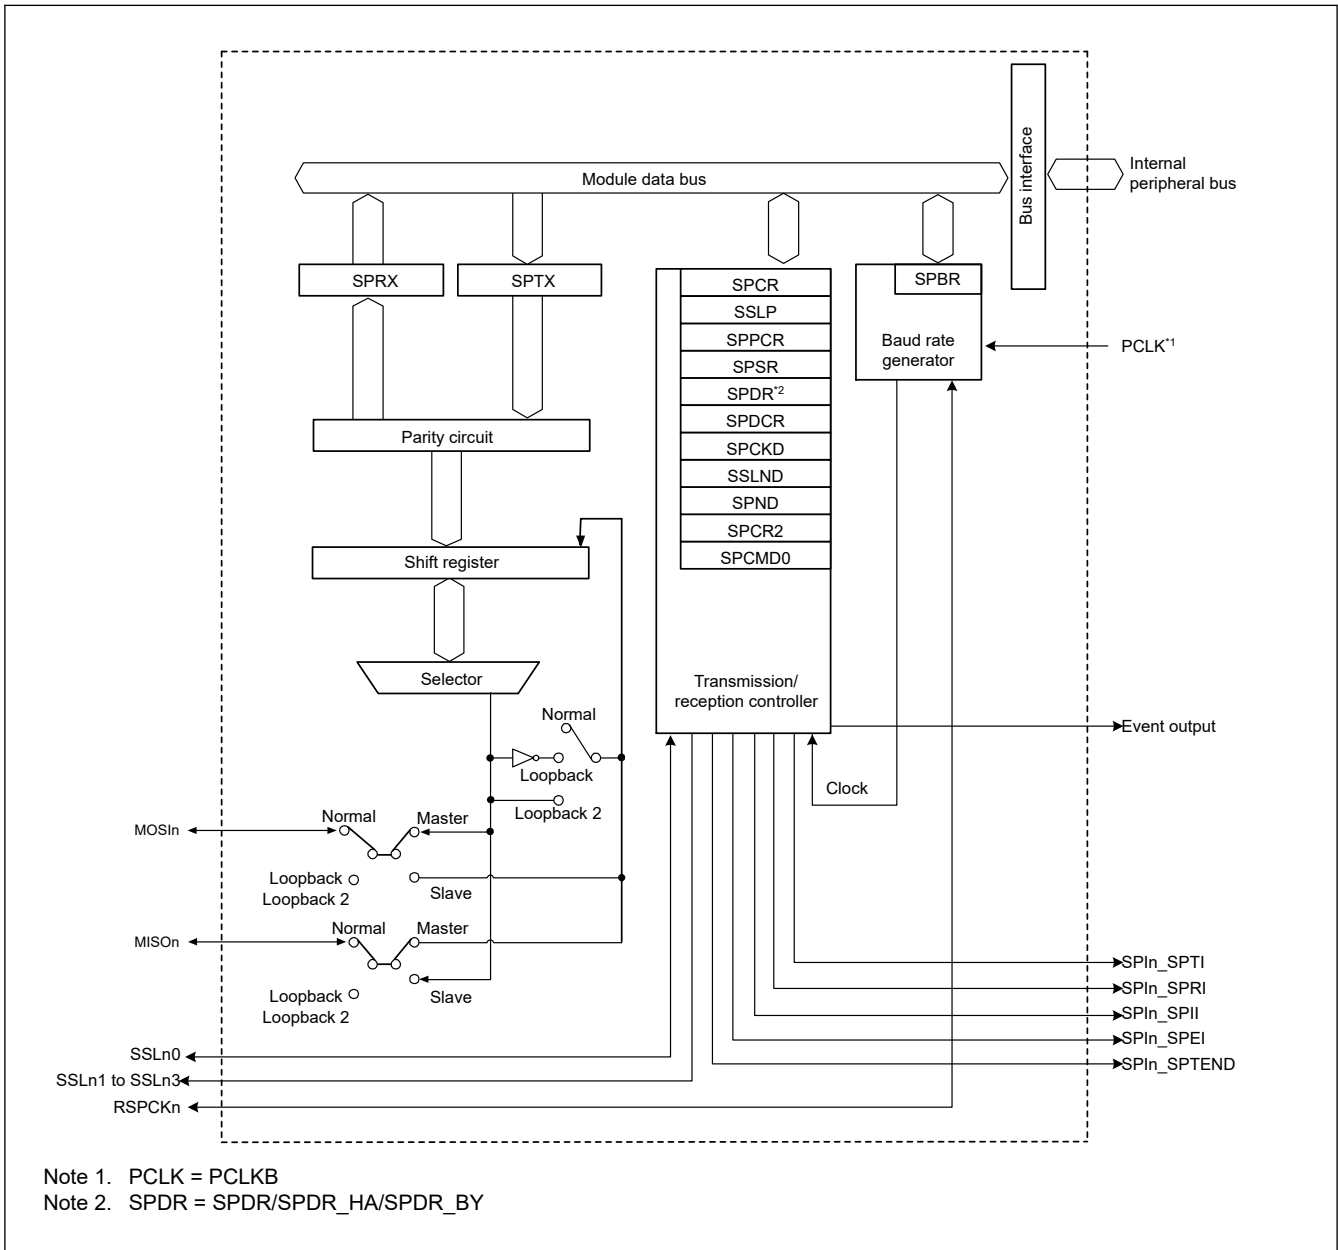 Bus interface
Internal
peripheral bus
Module data bus
SPRX
SPTX
SPCR
SSLP
SPPCR
SPSR
SPDR*2
SPDCR
SPCKD
SSLND
SPND
SPCR2
SPCMD0
SPBR
Baud rate
generator
PCLK*1
Parity circuit
Shift register
Selector
Transmission/
reception controller
Event output
Clock
Normal
Loopback
Loopback 2
MOSIn
Normal
Master
Loopback
Loopback 2
Slave
MISOn
Normal
Master
Loopback
Loopback 2
Slave
SPIn_SPTI
SPIn_SPRI
SPIn_SPII
SPIn_SPEI
SPIn_SPTEND
SSLn0
SSLn1 to SSLn3
RSPCKn
Note 1. PCLK = PCLKB
Note 2. SPDR = SPDR/SPDR_HA/SPDR_BY